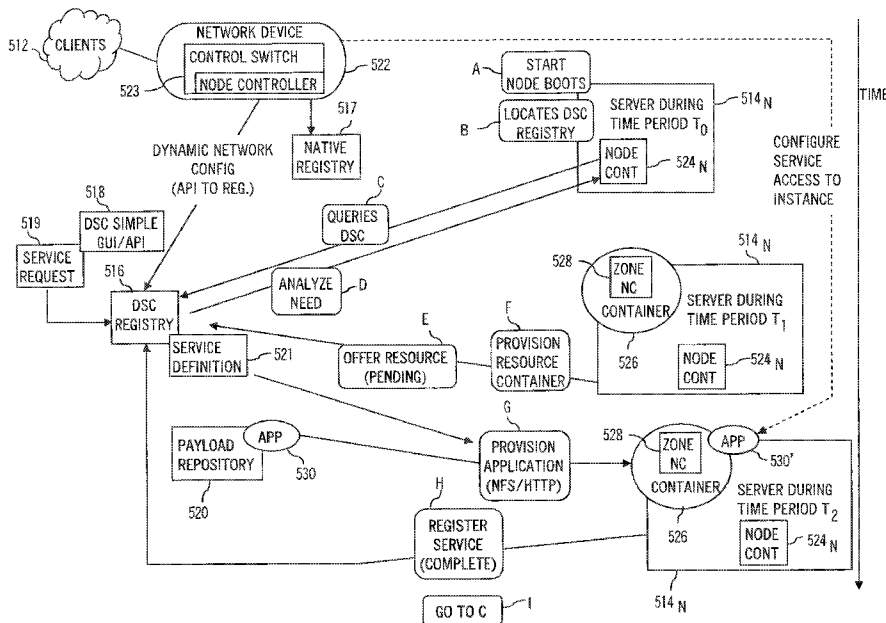 512
CLIENTS
NETWORK DEVICE
CONTROL SWITCH
523
NODE CONTROLLER
522
517
NATIVE
REGISTRY
DYNAMIC NETWORK
CONFIG
(API TO REG.)
A
START
NODE BOOTS
B
LOCATES DSC
REGISTRY
SERVER DURING
TIME PERIOD T0
514 N
NODE
CONT
524 N
TIME
CONFIGURE
SERVICE
ACCESS TO
INSTANCE
C
QUERIES
DSC
518
DSC SIMPLE
GUI/API
519
SERVICE
REQUEST
516
DSC
REGISTRY
ANALYZE
NEED
D
SERVICE
DEFINITION
521
E
OFFER RESOURCE
(PENDING)
F
PROVISION
RESOURCE
CONTAINER
528
ZONE
NC
CONTAINER
526
514 N
SERVER DURING
TIME PERIOD T1
NODE
CONT
524 N
G
PAYLOAD
REPOSITORY
APP
530
520
PROVISION
APPLICATION
(NFS/HTTP)
528
ZONE
NC
CONTAINER
526
APP
530'
SERVER DURING
TIME PERIOD T2
NODE
CONT
524 N
514 N
H
REGISTER
SERVICE
(COMPLETE)
GO TO C
I